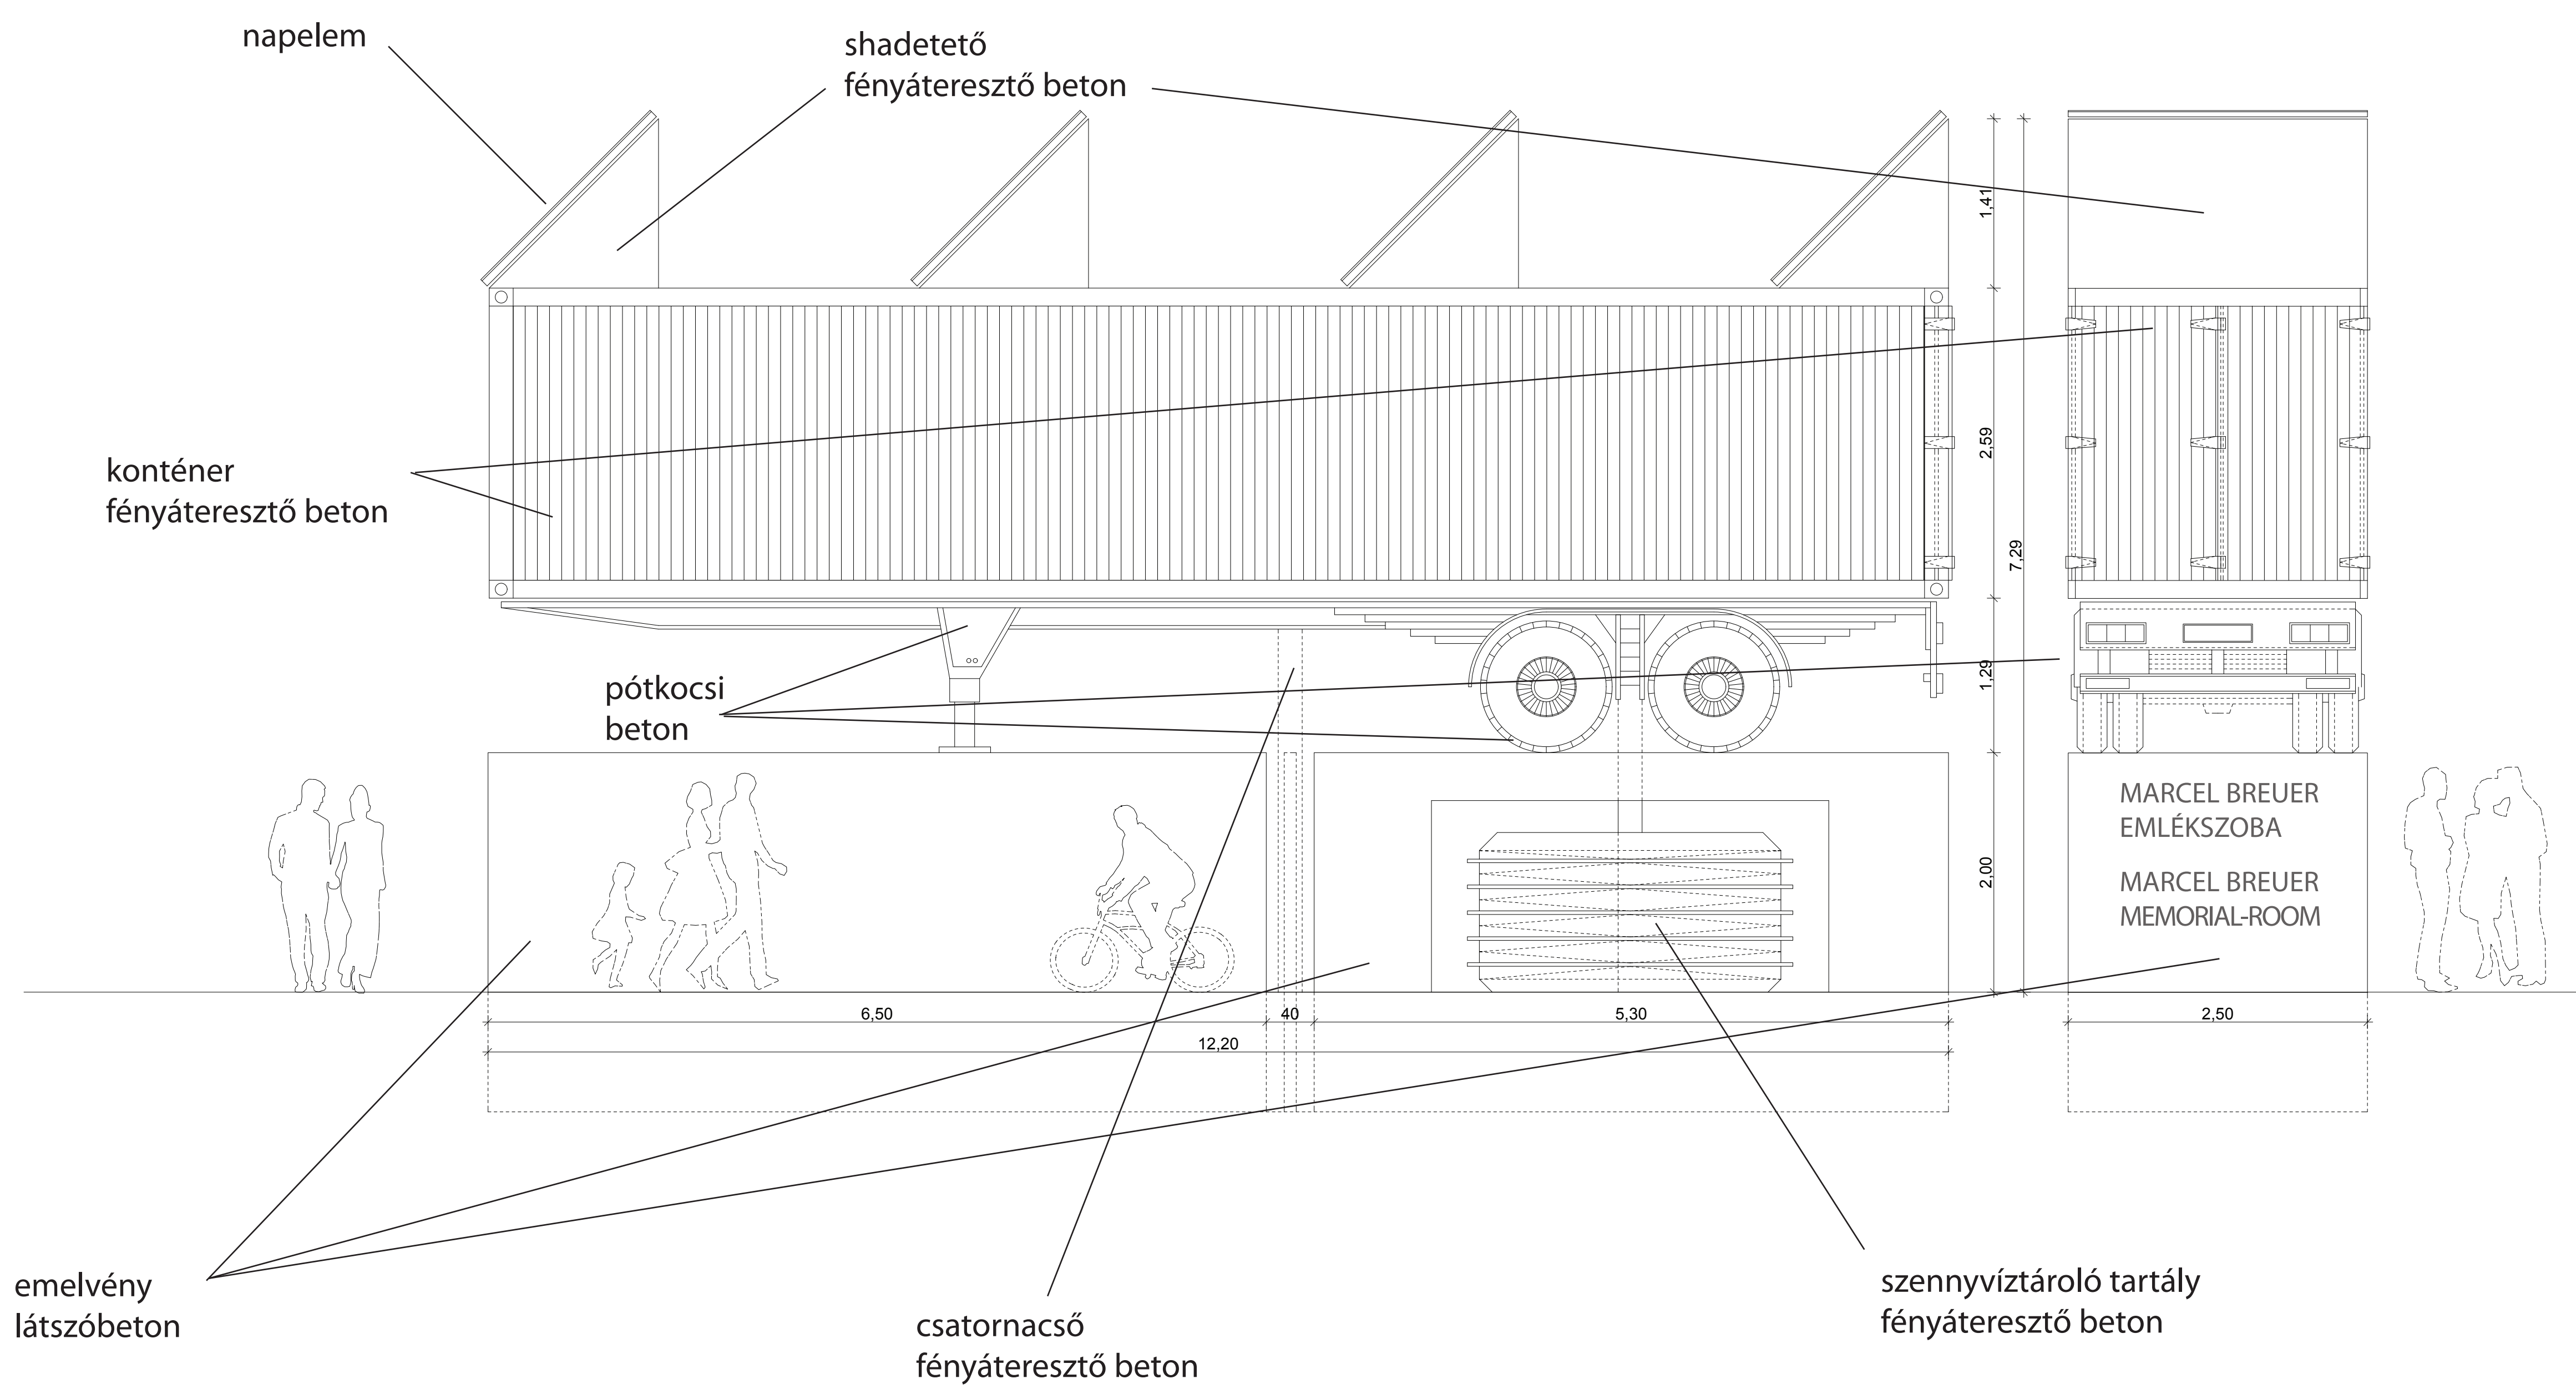 napelem
shadetető
fényáteresztő beton
1,41
konténer
fényáteresztő beton
2,59
7,29
pótkocsi
beton
1,29
MARCEL BREUER
EMLÉKSZOBA
MARCEL BREUER
MEMORIAL-ROOM
2,00
6,50
40
5,30
2,50
12,20
emelvény
látszóbeton
csatornacső
fényáteresztő beton
szennyvíztároló tartály
fényáteresztő beton